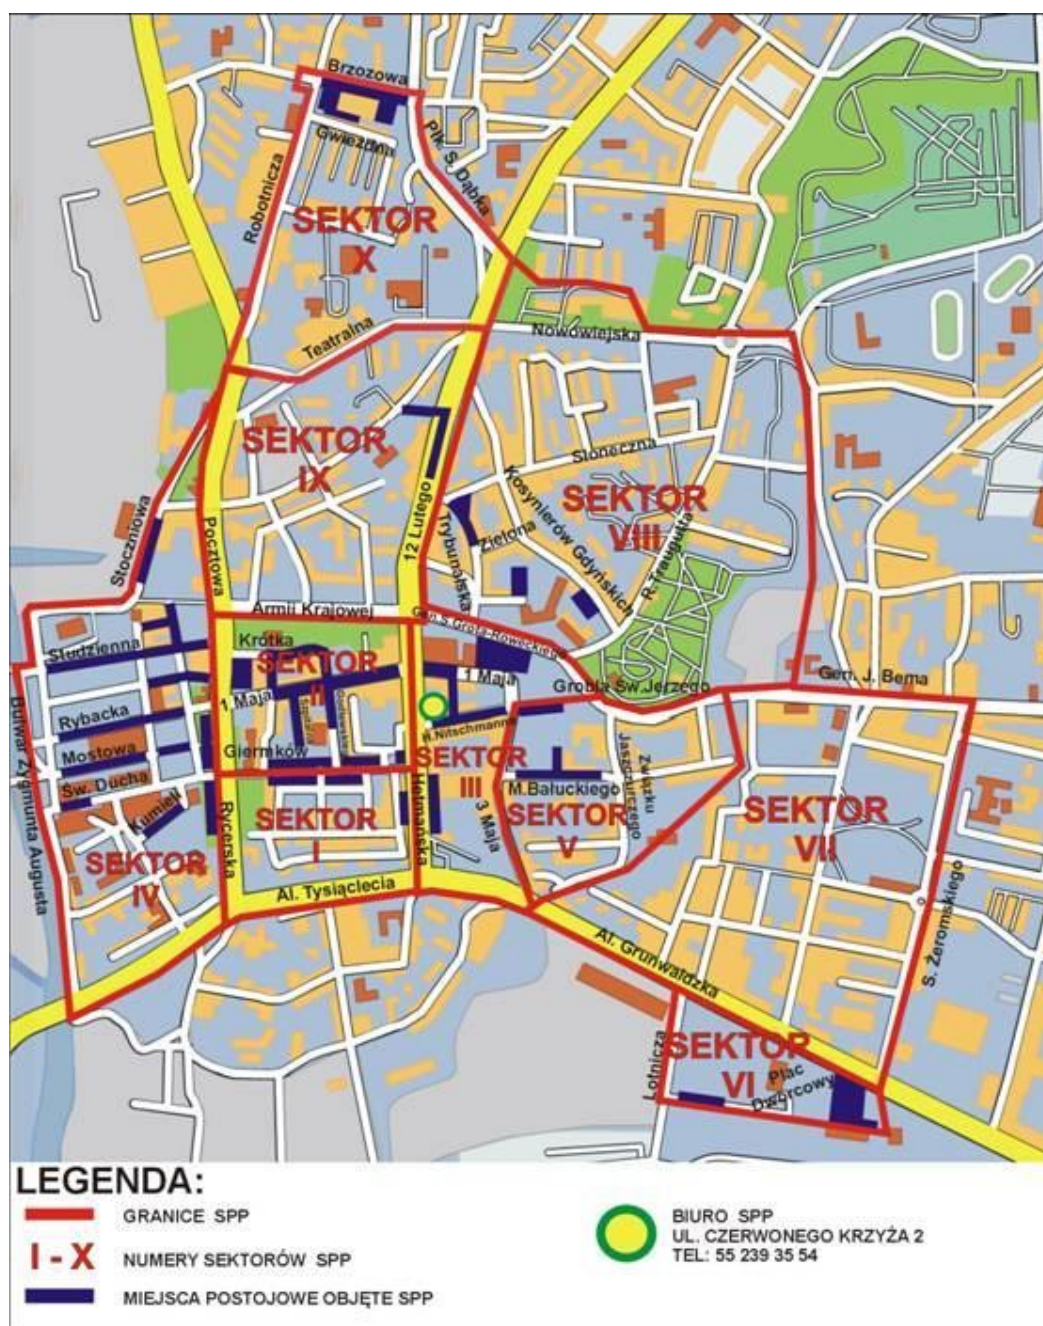 Brzozowa
Gwiezdna
Płk. S. Dąbka
Robotnicza
SEKTOR
X
Teatralna
Nowowiejska
SEKTOR
IX
Słoneczna
Kosynierów Gdyńskich
SEKTOR
VIII
12 Lutego
Trybunalska
Zielona
R.Traugutta
Stoczniowa
Pocztowa
Armii Krajowej
Gen.S.Grota-Roweckiego
Studzienna
Krótka
SEKTOR
II
1 Maja
1 Maja
Grobla Św.Jerzego
Gen. J. Bema
Rybacka
H.Nitschmanna
Mostowa
Giermków
Św. Ducha
Kumieli
Bulwar Zygmunta Augusta
SEKTOR
III
3 Maja
M.Bałuckiego
Jaszczurczego
Związku
SEKTOR
V
SEKTOR
VII
SEKTOR
I
Hetmańska
Rycerska
SEKTOR
IV
Al. Tysiąclecia
Al. Grunwaldzka
S. Żeromskiego
Lotnicza
SEKTOR
VI
Plac
Dworcowy
LEGENDA:
GRANICE SPP
I - X NUMERY SEKTORÓW SPP
MIEJSCA POSTOJOWE OBJĘTE SPP
BIURO SPP
UL. CZERWONEGO KRZYŻA 2
TEL: 55 239 35 54